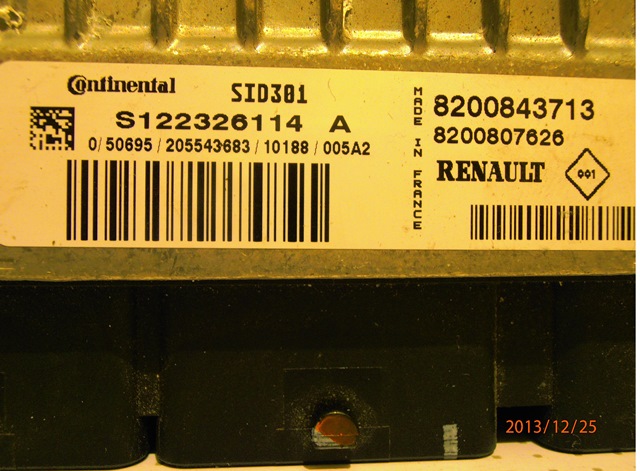 Continental
SID301
S122326114 A
0/50695/205543683/10188/005A2
MADE IN FRANCE
8200843713
8200807626
RENAULT
001
2013/12/25